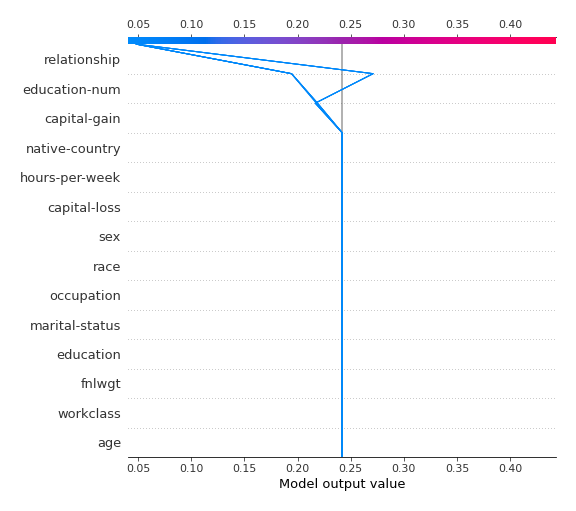 0.05 0.10 0.15 0.20 0.25 0.30 0.35 0.40
relationship
education-num
capital-gain
native-country
hours-per-week
capital-loss
sex
race
occupation
marital-status
education
fnlwgt
workclass
age
0.05 0.10 0.15 0.20 0.25 0.30 0.35 0.40
Model output value